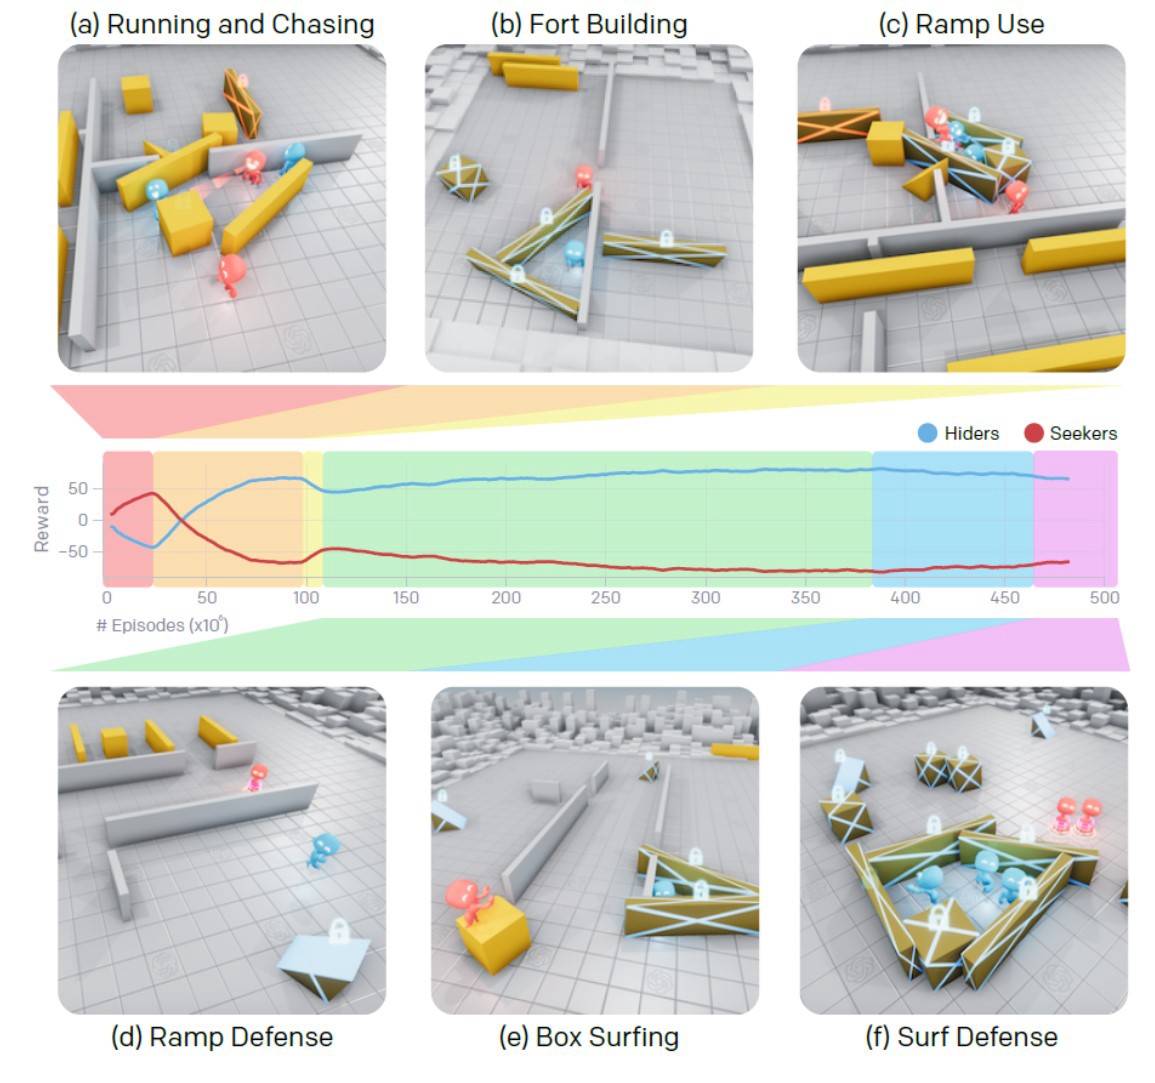 (a) Running and Chasing
(b) Fort Building
(c) Ramp Use
Hiders
Seekers
Reward
50
0
−50
0
50
100
150
200
250
300
350
400
450
500
# Episodes (x10⁶)
(d) Ramp Defense
(e) Box Surfing
(f) Surf Defense